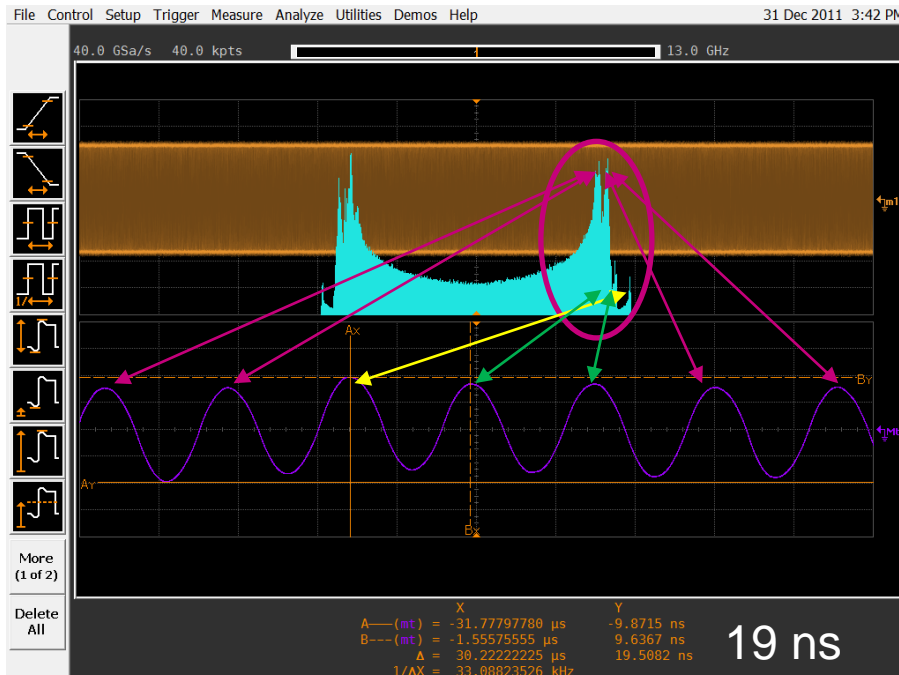 File Control Setup Trigger Measure Analyze Utilities Demos Help 31 Dec 2011 3:42 PM
40.0 GSa/s 40.0 kpts 13.0 GHz
m1
Ax
By
Ay
Bx
1/
More
(1 of 2)
Delete
All
X Y
A———(mt) = -31.77797780 µs -9.8715 ns
B---(mt) = -1.55575555 µs 9.6367 ns
Δ = 30.22222225 µs 19.5082 ns
1/ΔX = 33.08823526 kHz
19 ns